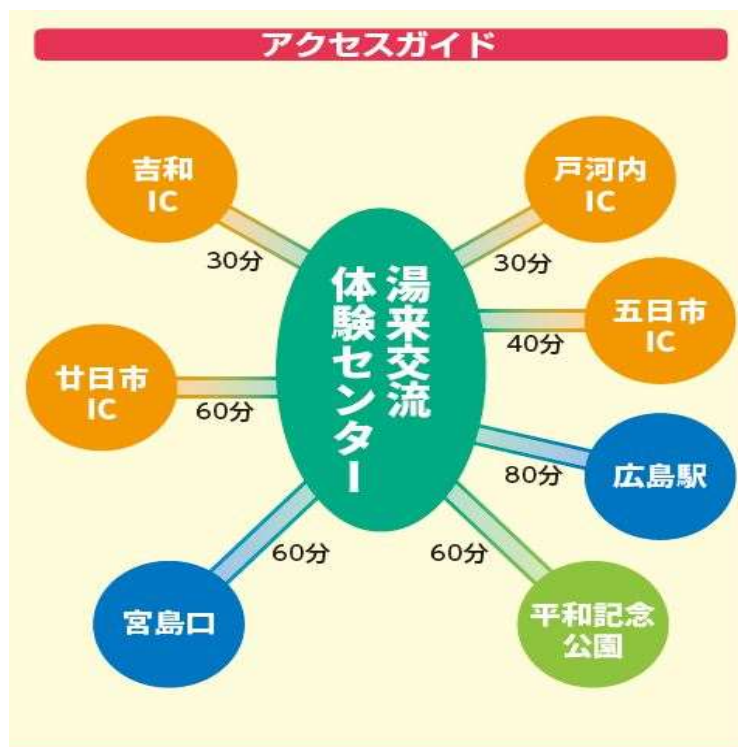 アクセスガイド
吉和
IC
30分
戸河内
IC
30分
湯来交流
体験センター
五日市
IC
40分
廿日市
IC
60分
広島駅
80分
宮島口
60分
平和記念
公園
60分